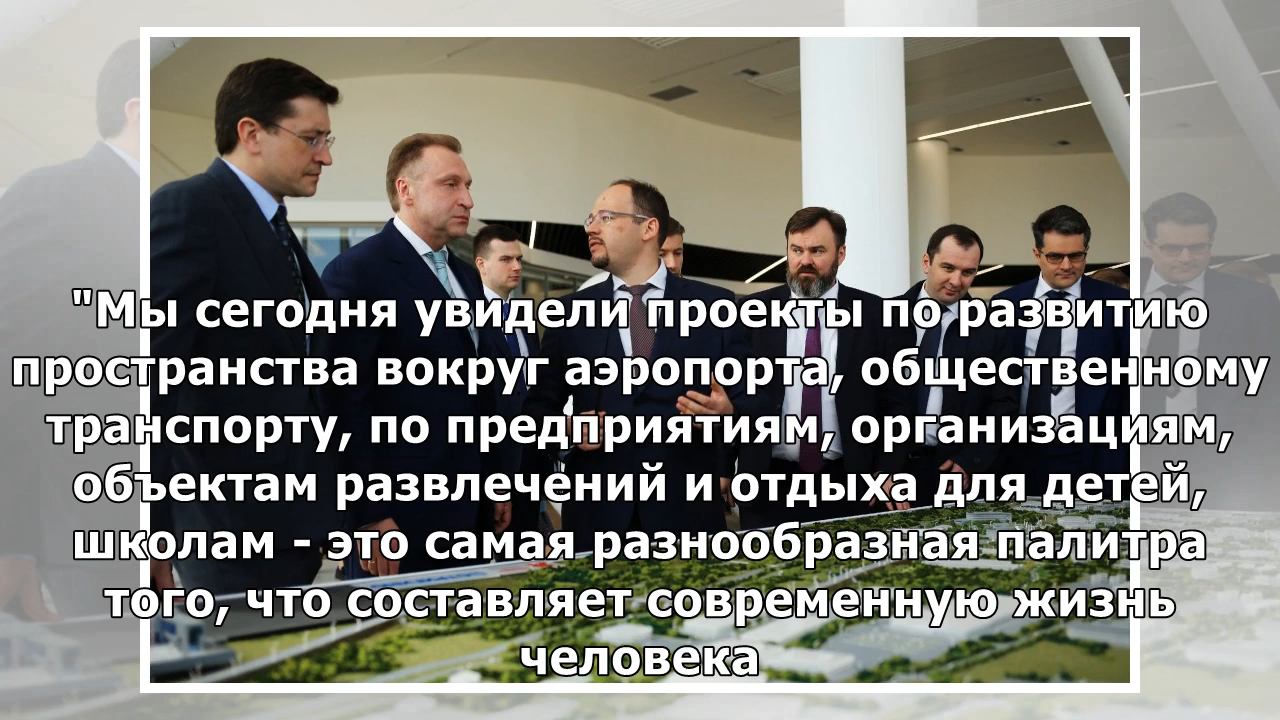 "Мы сегодня увидели проекты по развитию
пространства вокруг аэропорта, общественному
транспорту, по предприятиям, организациям,
объектам развлечений и отдыха для детей,
школам - это самая разнообразная палитра
того, что составляет современную жизнь
человека